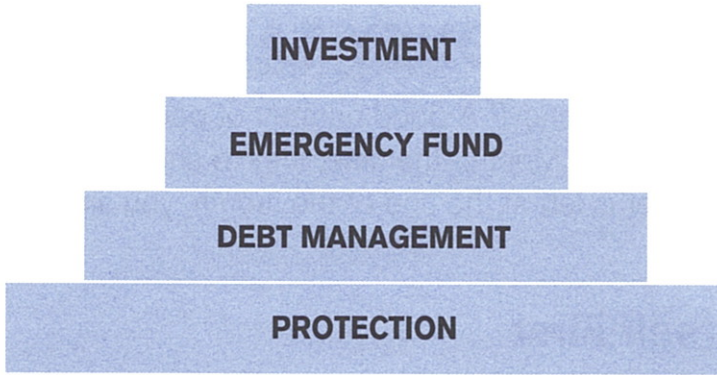 INVESTMENT
EMERGENCY FUND
DEBT MANAGEMENT
PROTECTION